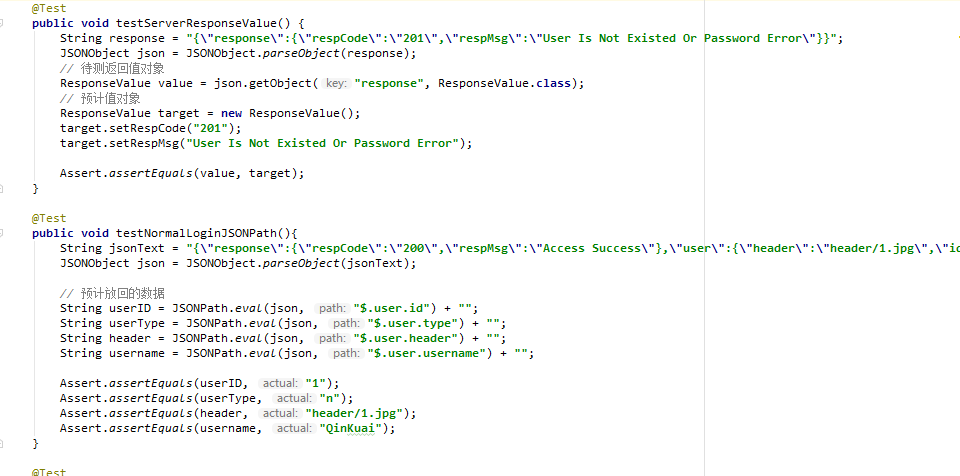 @Test
public void testServerResponseValue() {
String response = "{\"response\":{\"respCode\":\"201\",\"respMsg\":\"User Is Not Existed Or Password Error\"}}";
JSONObject json = JSONObject.parseObject(response);
// 待测返回值对象
ResponseValue value = json.getObject( key: "response", ResponseValue.class);
// 预计值对象
ResponseValue target = new ResponseValue();
target.setRespCode("201");
target.setRespMsg("User Is Not Existed Or Password Error");
Assert.assertEquals(value, target);
}
@Test
public void testNormalLoginJSONPath(){
String jsonText = "{\"response\":{\"respCode\":\"200\",\"respMsg\":\"Access Success\"},\"user\":{\"header\":\"header/1.jpg\",\"id
JSONObject json = JSONObject.parseObject(jsonText);
// 预计放回的数据
String userID = JSONPath.eval(json, path: "$.user.id") + "";
String userType = JSONPath.eval(json, path: "$.user.type") + "";
String header = JSONPath.eval(json, path: "$.user.header") + "";
String username = JSONPath.eval(json, path: "$.user.username") + "";
Assert.assertEquals(userID, actual: "1");
Assert.assertEquals(userType, actual: "n");
Assert.assertEquals(header, actual: "header/1.jpg");
Assert.assertEquals(username, actual: "QinKuai");
}
@Test